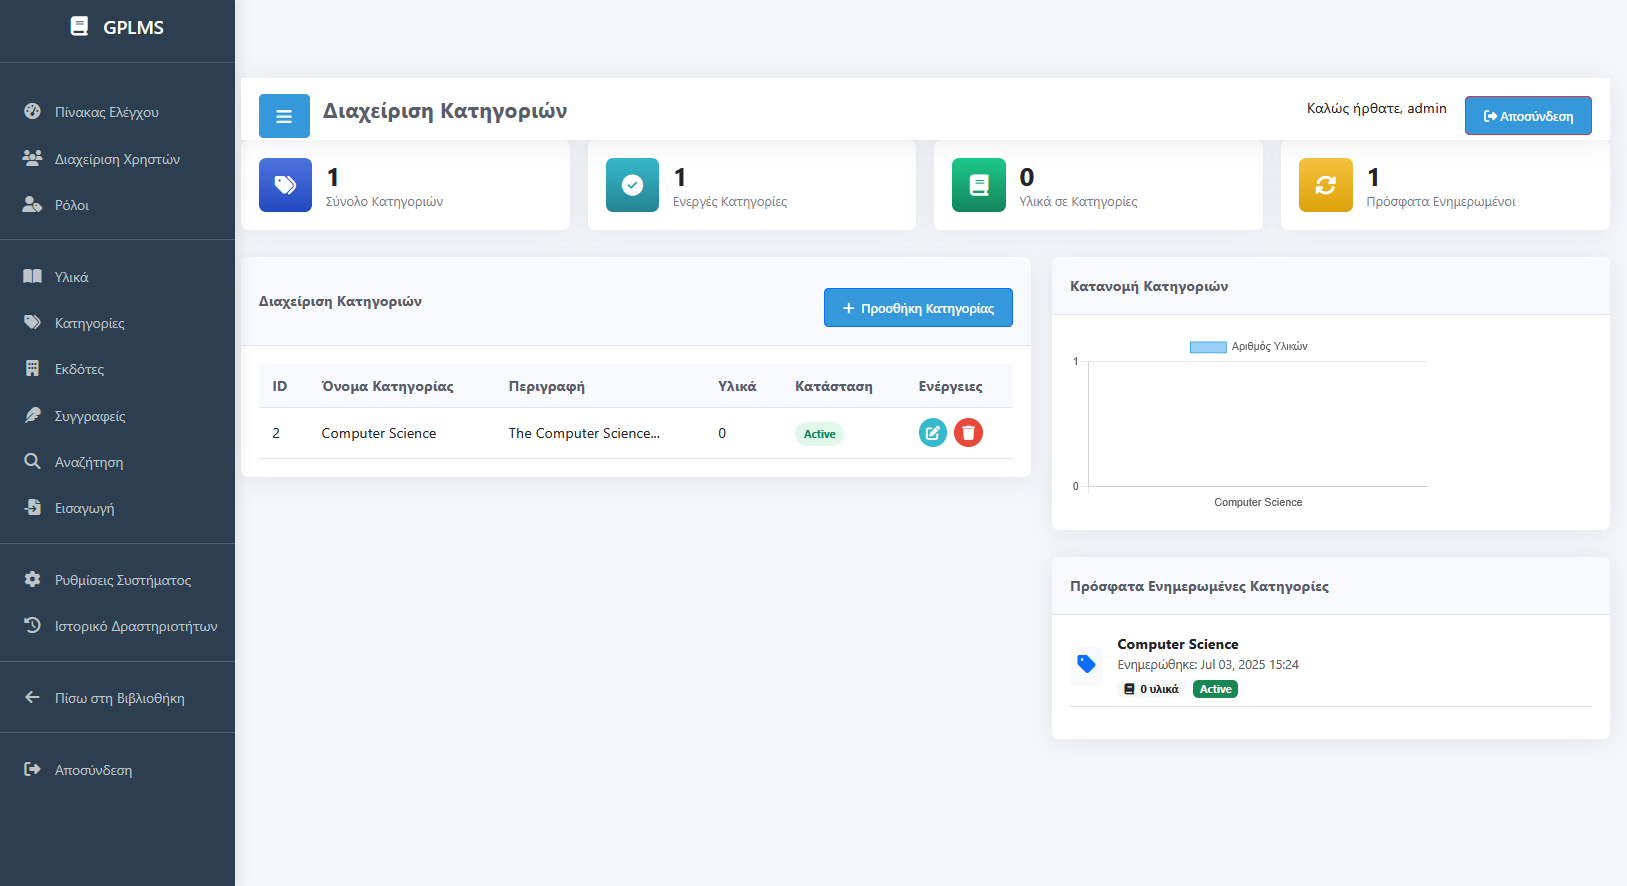 GPLMS
Πίνακας Ελέγχου
Διαχείριση Χρηστών
Ρόλοι
Υλικά
Κατηγορίες
Εκδότες
Συγγραφείς
Αναζήτηση
Εισαγωγή
Ρυθμίσεις Συστήματος
Ιστορικό Δραστηριοτήτων
Πίσω στη Βιβλιοθήκη
Αποσύνδεση
Διαχείριση Κατηγοριών
Καλώς ήρθατε, admin
Αποσύνδεση
1
Σύνολο Κατηγοριών
1
Ενεργές Κατηγορίες
0
Υλικά σε Κατηγορίες
1
Πρόσφατα Ενημερωμένοι
Διαχείριση Κατηγοριών
Προσθήκη Κατηγορίας
ID Όνομα Κατηγορίας Περιγραφή Υλικά Κατάσταση Ενέργειες
2 Computer Science The Computer Science... 0 Active
Κατανομή Κατηγοριών
Αριθμός Υλικών
1
0
Computer Science
Πρόσφατα Ενημερωμένες Κατηγορίες
Computer Science
Ενημερώθηκε: Jul 03, 2025 15:24
0 υλικά Active